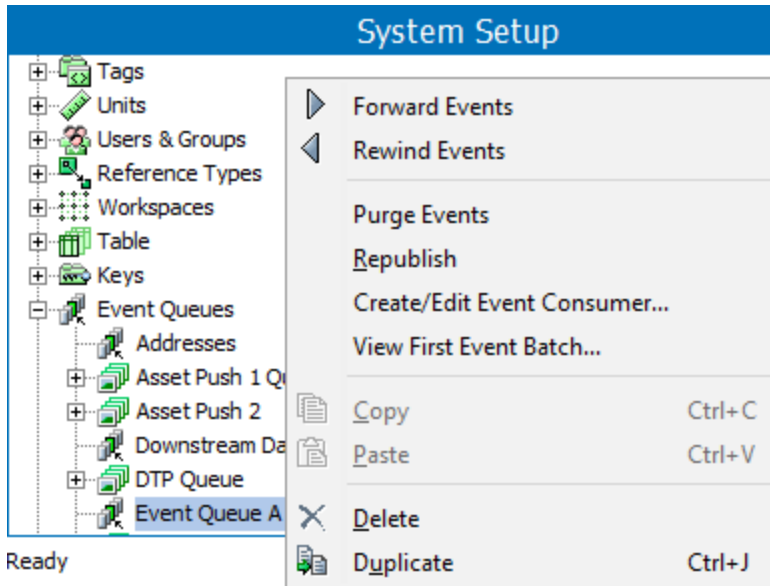 System Setup
Tags
Units
Users & Groups
Reference Types
Workspaces
Table
Keys
Event Queues
Addresses
Asset Push 1 Q
Asset Push 2
Downstream Da
DTP Queue
Event Queue A
Ready
Forward Events
Rewind Events
Purge Events
Republish
Create/Edit Event Consumer...
View First Event Batch...
Copy Ctrl+C
Paste Ctrl+V
Delete
Duplicate Ctrl+J